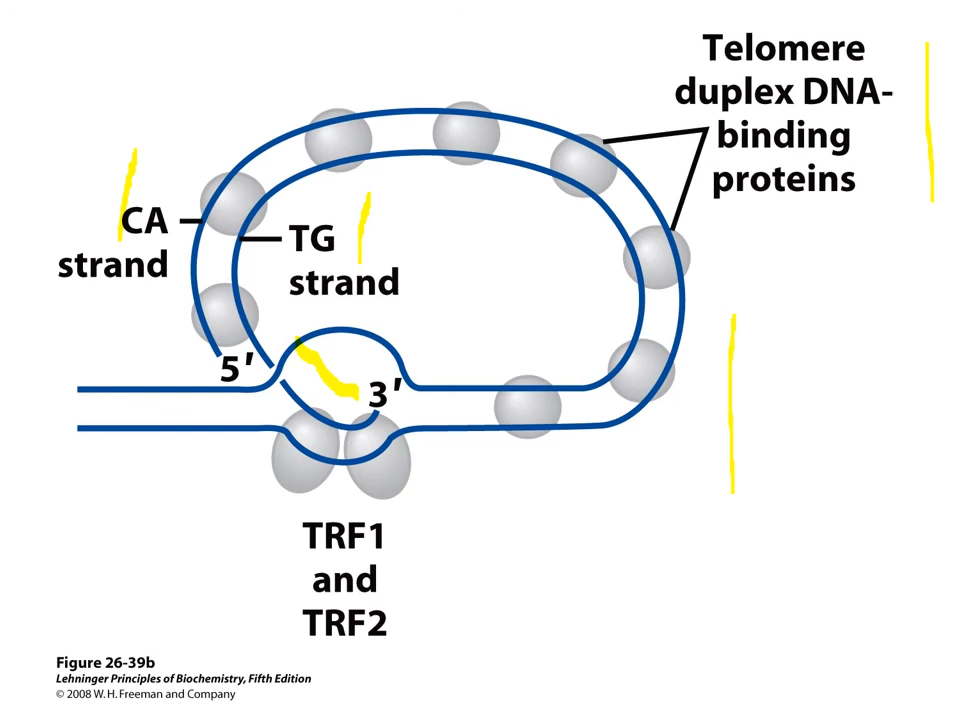 Telomere
duplex DNA-
binding
proteins
CA
strand
TG
strand
5′
3′
TRF1
and
TRF2
Figure 26-39b
Lehninger Principles of Biochemistry, Fifth Edition
© 2008 W. H. Freeman and Company